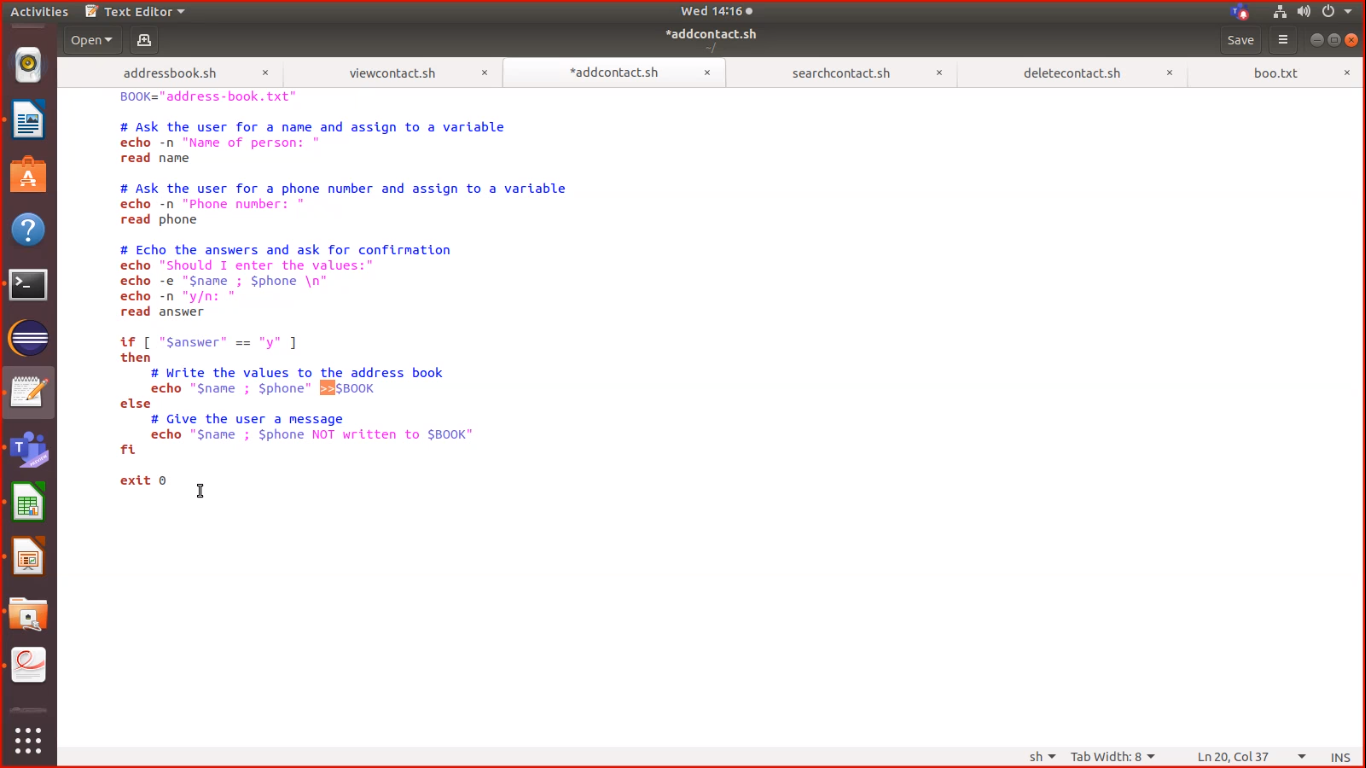 Activities Text Editor Wed 14:16
Open *addcontact.sh Save
~/
addressbook.sh viewcontact.sh *addcontact.sh searchcontact.sh deletecontact.sh boo.txt
BOOK="address-book.txt"
# Ask the user for a name and assign to a variable
echo -n "Name of person: "
read name
# Ask the user for a phone number and assign to a variable
echo -n "Phone number: "
read phone
# Echo the answers and ask for confirmation
echo "Should I enter the values:"
echo -e "$name ; $phone \n"
echo -n "y/n: "
read answer
if [ "$answer" == "y" ]
then
# Write the values to the address book
echo "$name ; $phone" >>$BOOK
else
# Give the user a message
echo "$name ; $phone NOT written to $BOOK"
fi
exit 0
sh Tab Width: 8 Ln 20, Col 37 INS